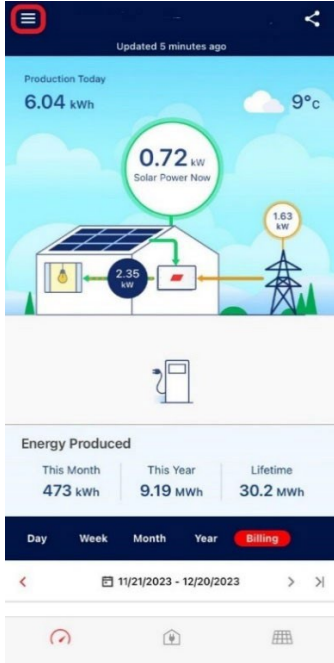 Updated 5 minutes ago
Production Today
6.04 kWh
9°c
0.72 kW
Solar Power Now
1.63
kW
2.35
kW
Energy Produced
This Month This Year Lifetime
473 kWh 9.19 MWh 30.2 MWh
Day Week Month Year Billing
11/21/2023 - 12/20/2023